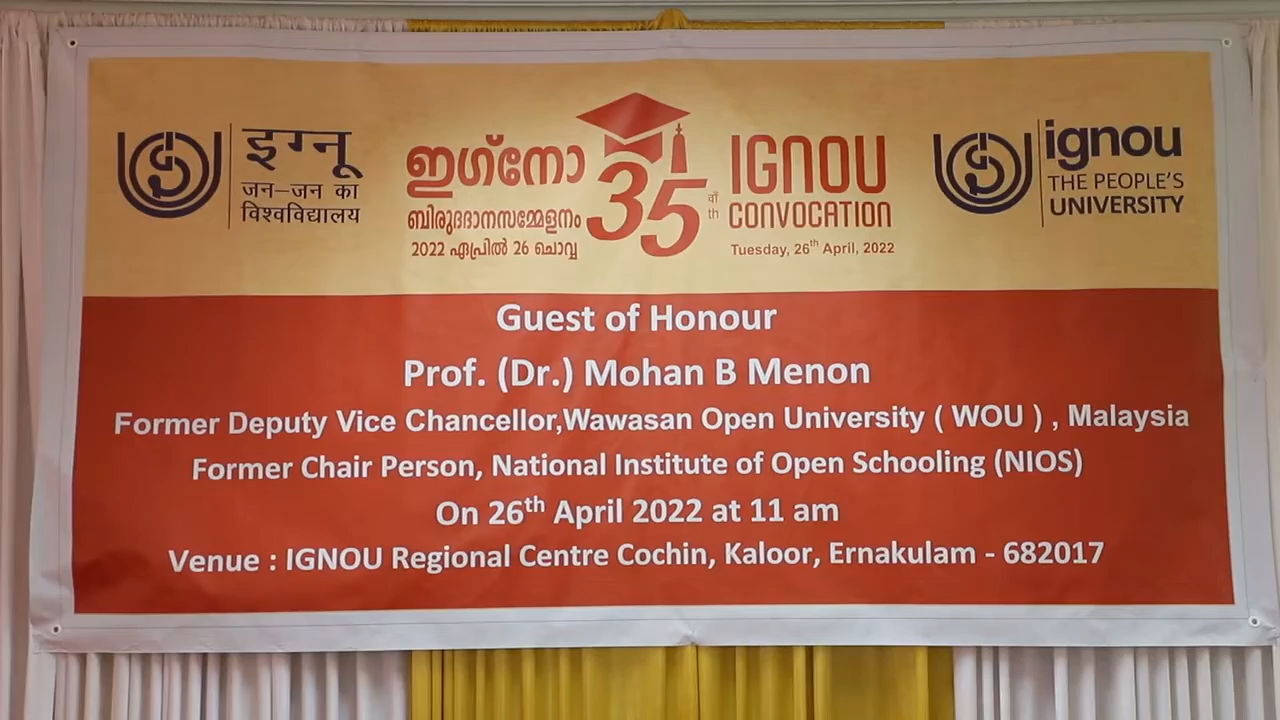 इग्नू
जन-जन का
विश्वविद्यालय
ഇഗ്നോ
ബിരുദദാനസമ്മേളനം
2022 ഏപ്രിൽ 26 ചൊവ്വ
35 वाँ th
IGNOU
CONVOCATION
Tuesday, 26th April, 2022
ignou
THE PEOPLE'S
UNIVERSITY
Guest of Honour
Prof. (Dr.) Mohan B Menon
Former Deputy Vice Chancellor,Wawasan Open University ( WOU ) , Malaysia
Former Chair Person, National Institute of Open Schooling (NIOS)
On 26th April 2022 at 11 am
Venue : IGNOU Regional Centre Cochin, Kaloor, Ernakulam - 682017